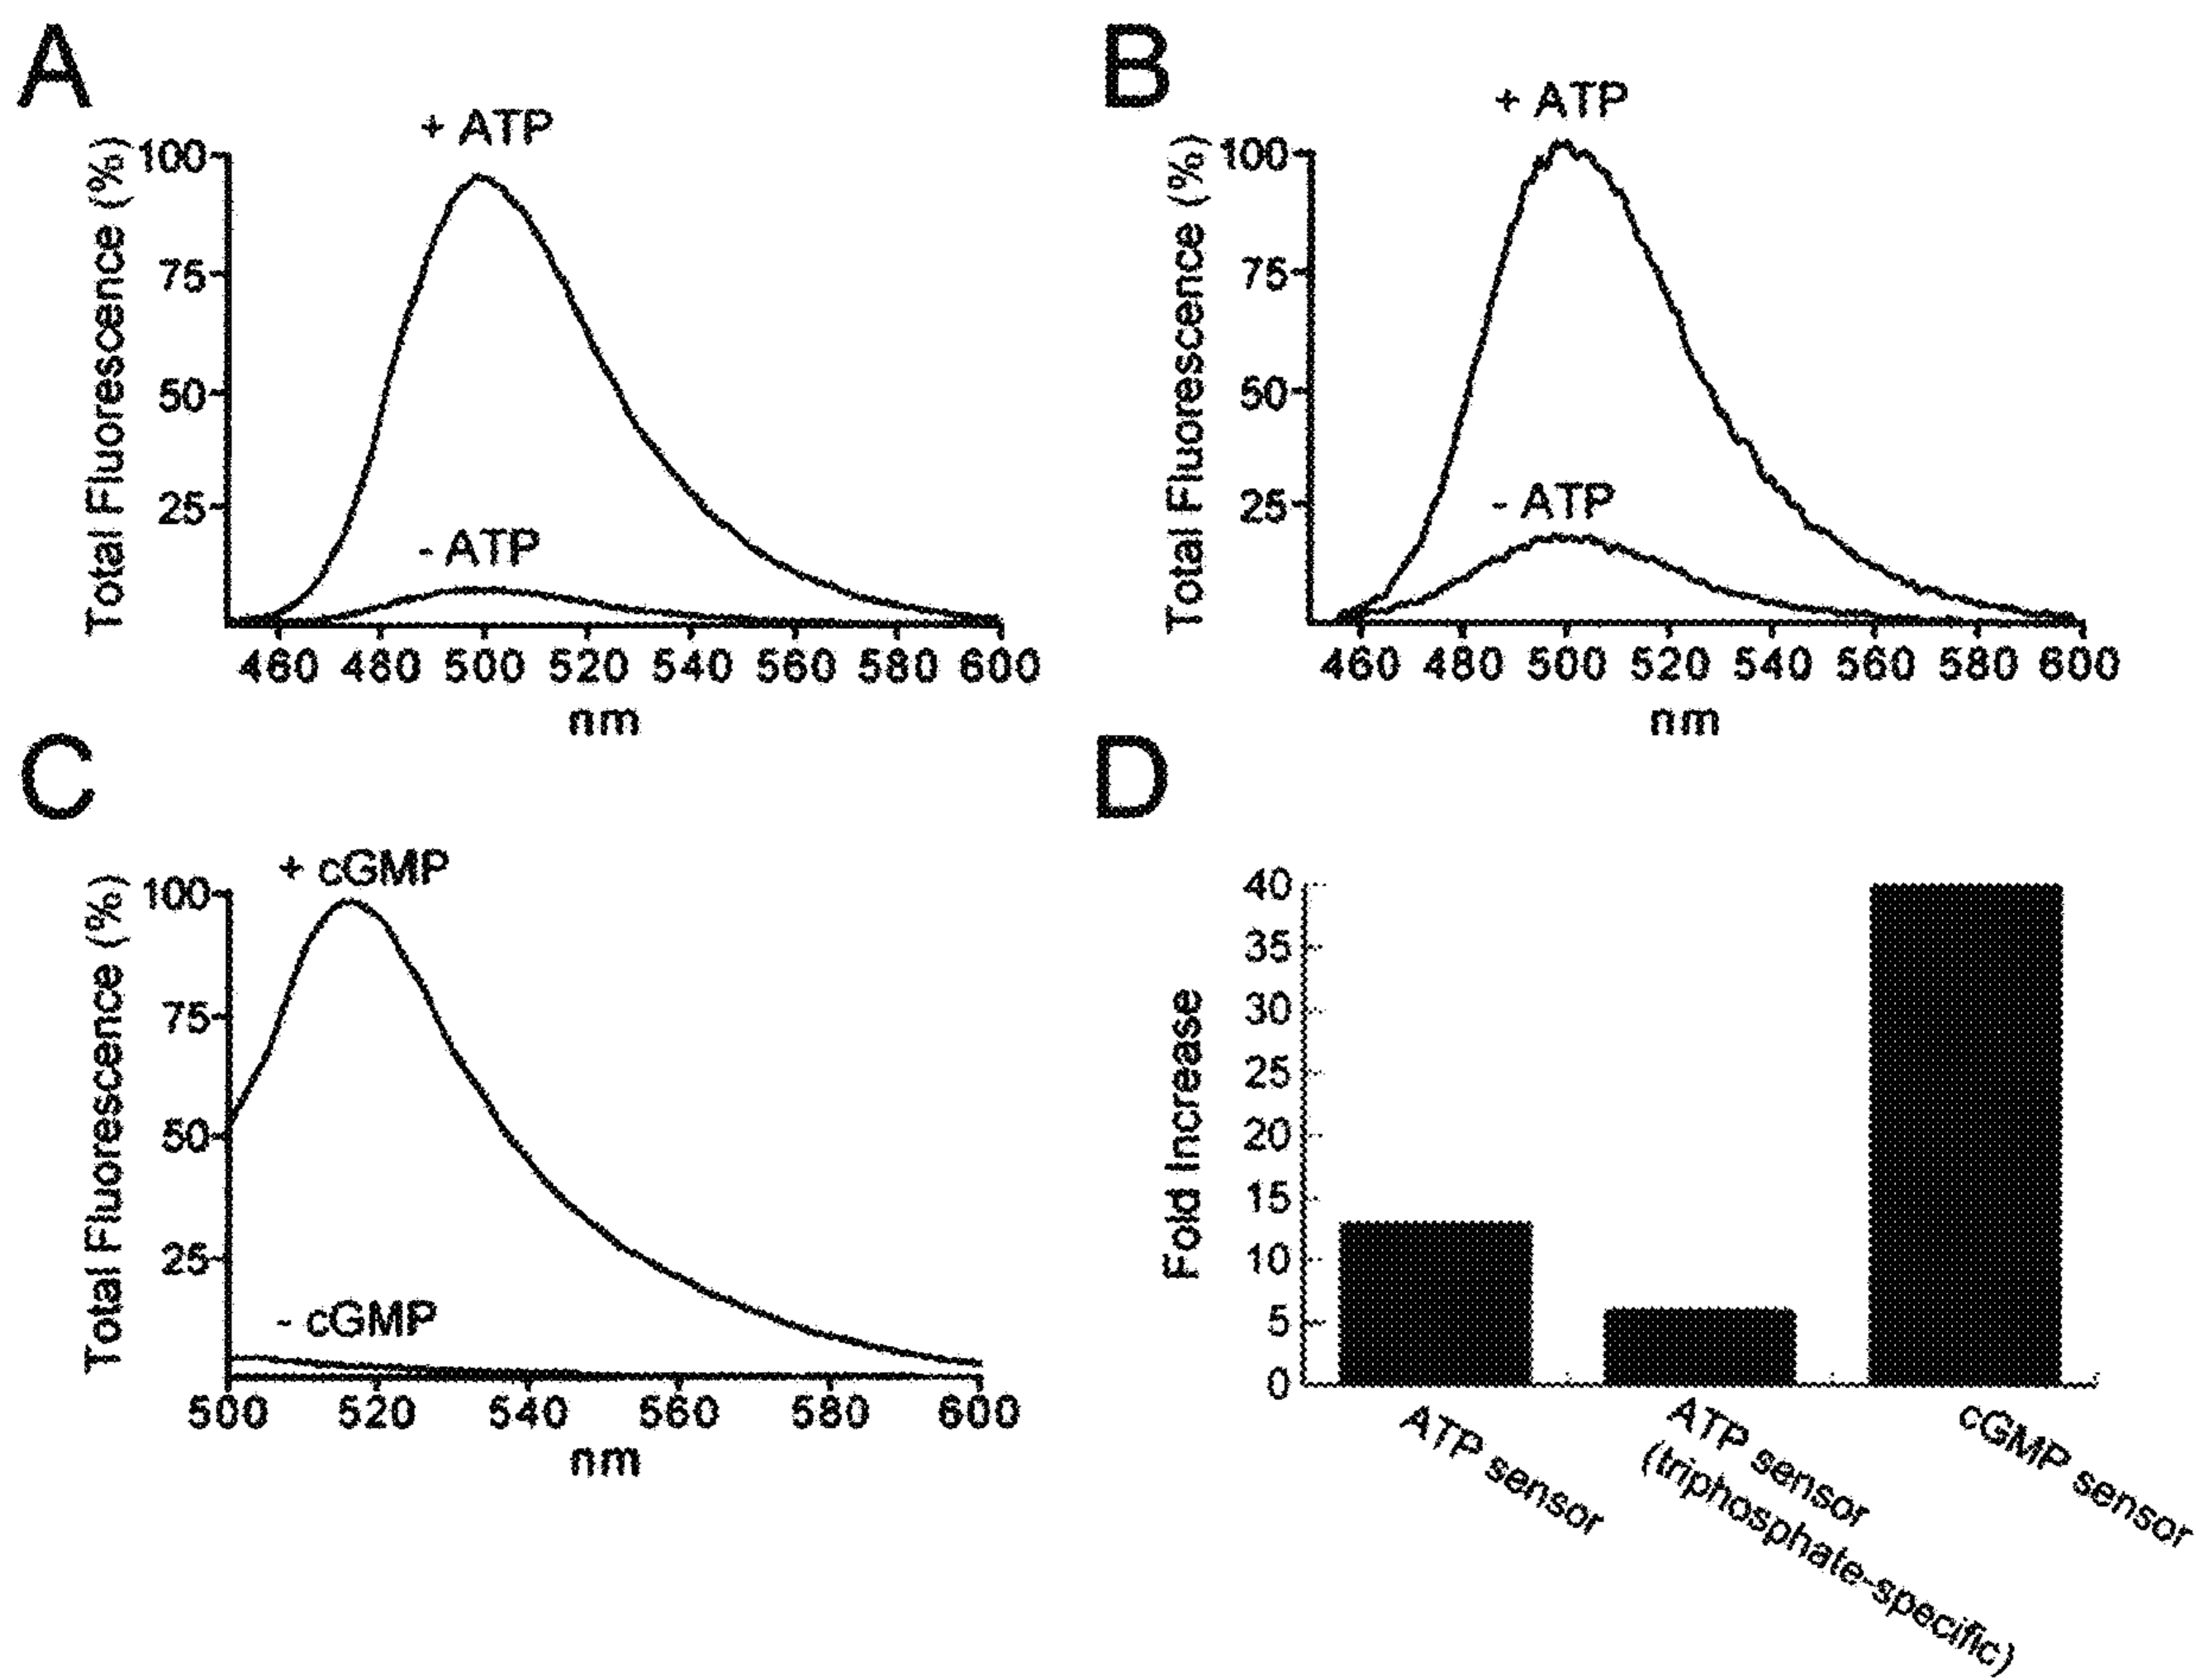 A
+ ATP
Total Fluorescence (%)
100
75
50
25
- ATP
460 480 500 520 540 560 580 600
nm
B
+ ATP
Total Fluorescence (%)
100
75
50
25
- ATP
460 480 500 520 540 560 580 600
nm
C
+ cGMP
Total Fluorescence (%)
100
75
50
25
- cGMP
500 520 540 560 580 600
nm
D
Fold Increase
40
35
30
25
20
15
10
5
0
ATP sensor
ATP sensor
(triphosphate-specific)
cGMP sensor